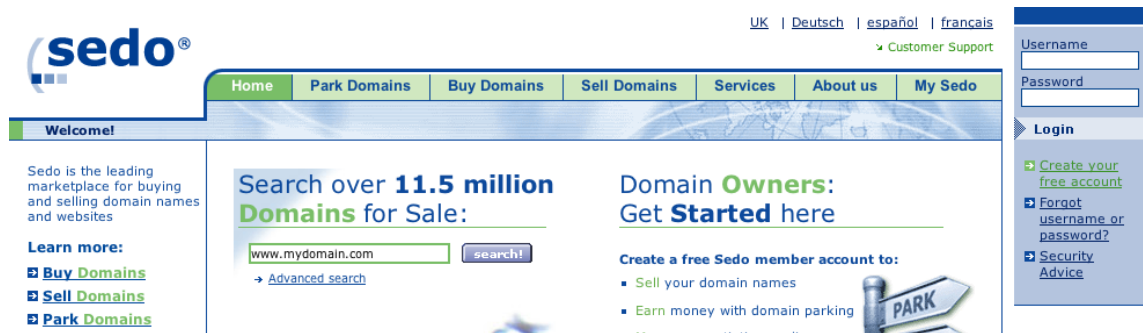 sedo®
UK | Deutsch | español | français
Customer Support
Home Park Domains Buy Domains Sell Domains Services About us My Sedo
Welcome!
Sedo is the leading
marketplace for buying
and selling domain names
and websites
Learn more:
Buy Domains
Sell Domains
Park Domains
Search over 11.5 million
Domains for Sale:
www.mydomain.com search!
Advanced search
Domain Owners:
Get Started here
Create a free Sedo member account to:
Sell your domain names
Earn money with domain parking
PARK
Username
Password
Login
Create your
free account
Forgot
username or
password?
Security
Advice